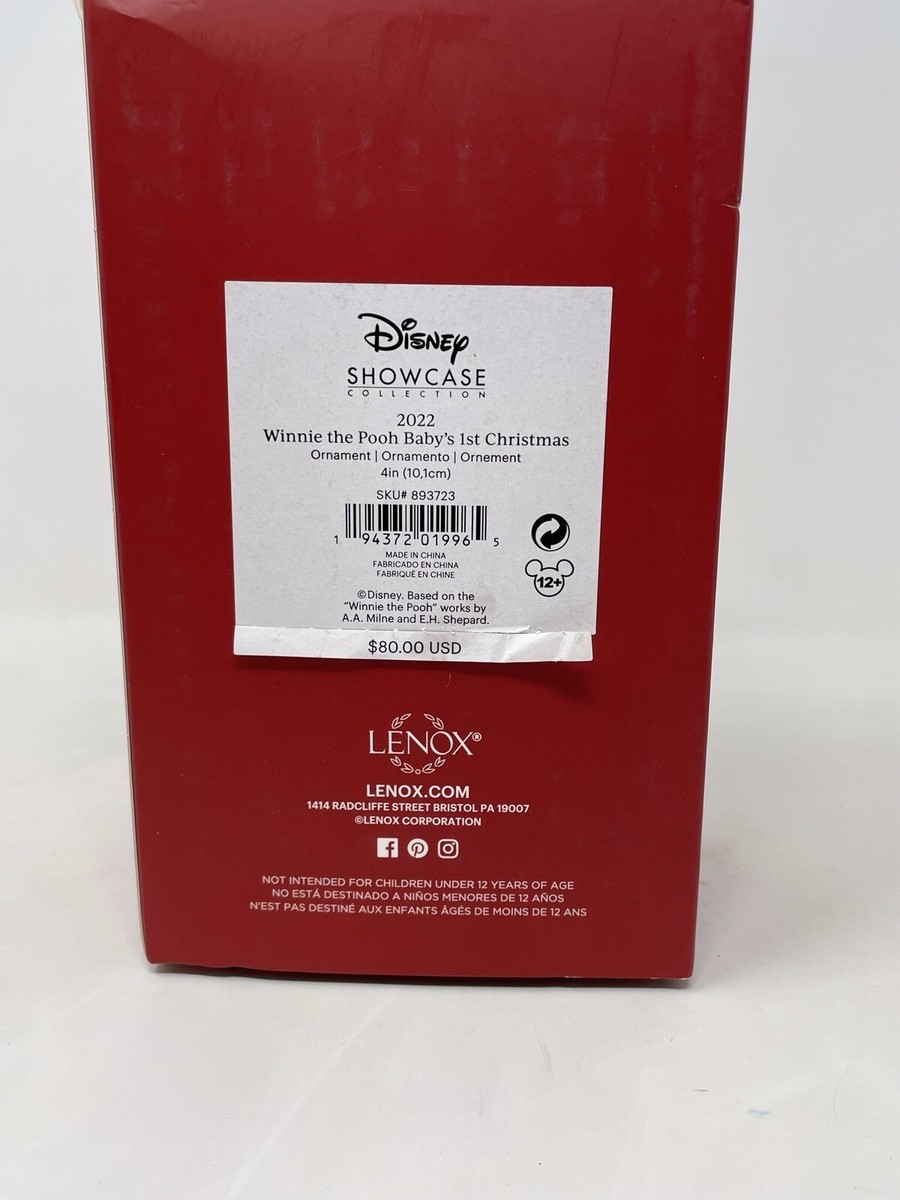 Disney
SHOWCASE
COLLECTION
2022
Winnie the Pooh Baby's 1st Christmas
Ornament | Ornamento | Ornement
4in (10,1cm)
SKU# 893723
1 94372 01996 5
MADE IN CHINA
FABRICADO EN CHINA
FABRIQUÉ EN CHINE
12+
©Disney. Based on the
"Winnie the Pooh" works by
A.A. Milne and E.H. Shepard.
$80.00 USD
LENOX®
LENOX.COM
1414 RADCLIFFE STREET BRISTOL PA 19007
©LENOX CORPORATION
NOT INTENDED FOR CHILDREN UNDER 12 YEARS OF AGE
NO ESTÁ DESTINADO A NIÑOS MENORES DE 12 AÑOS
N'EST PAS DESTINÉ AUX ENFANTS ÂGÉS DE MOINS DE 12 ANS